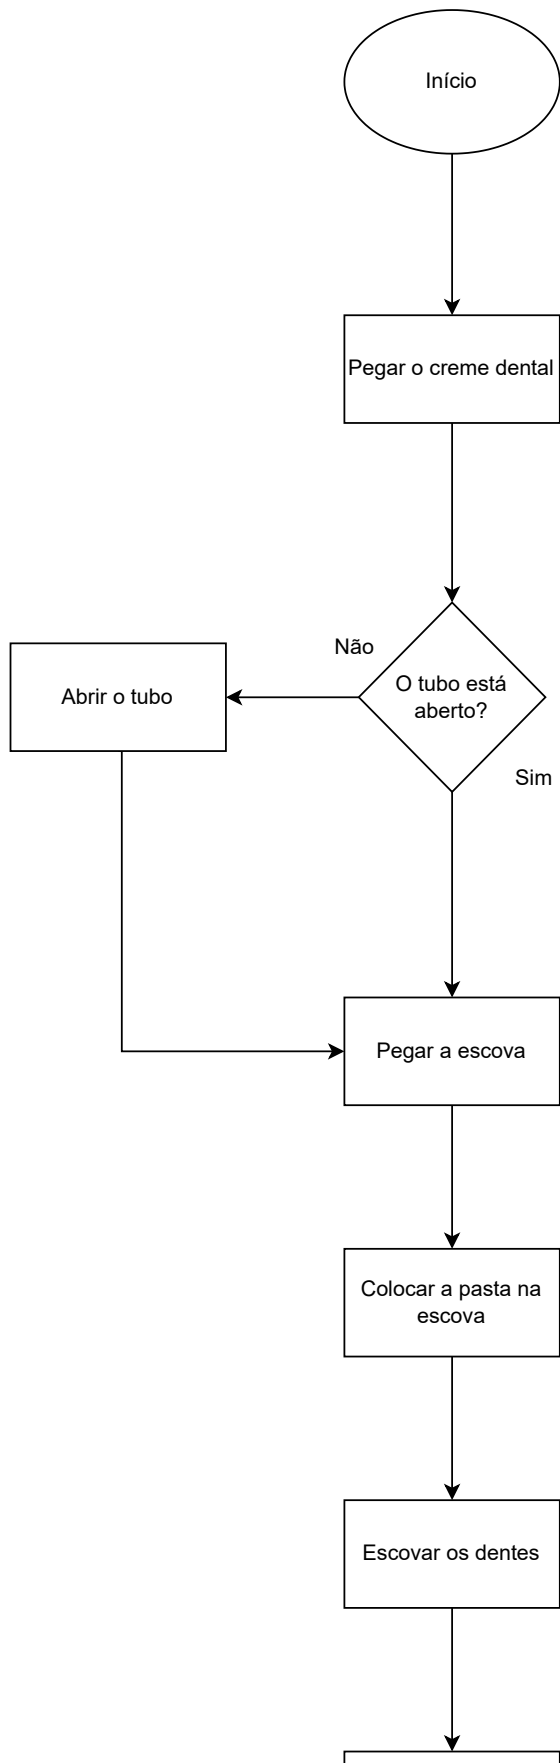 Início
Pegar o creme dental
Não
O tubo está
aberto?
Abrir o tubo
Sim
Pegar a escova
Colocar a pasta na
escova
Escovar os dentes